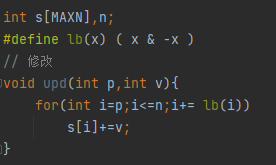 int s[MAXN],n;
#define lb(x) ( x & -x )
// 修改
void upd(int p,int v){
for(int i=p;i<=n;i+= lb(i))
s[i]+=v;
}